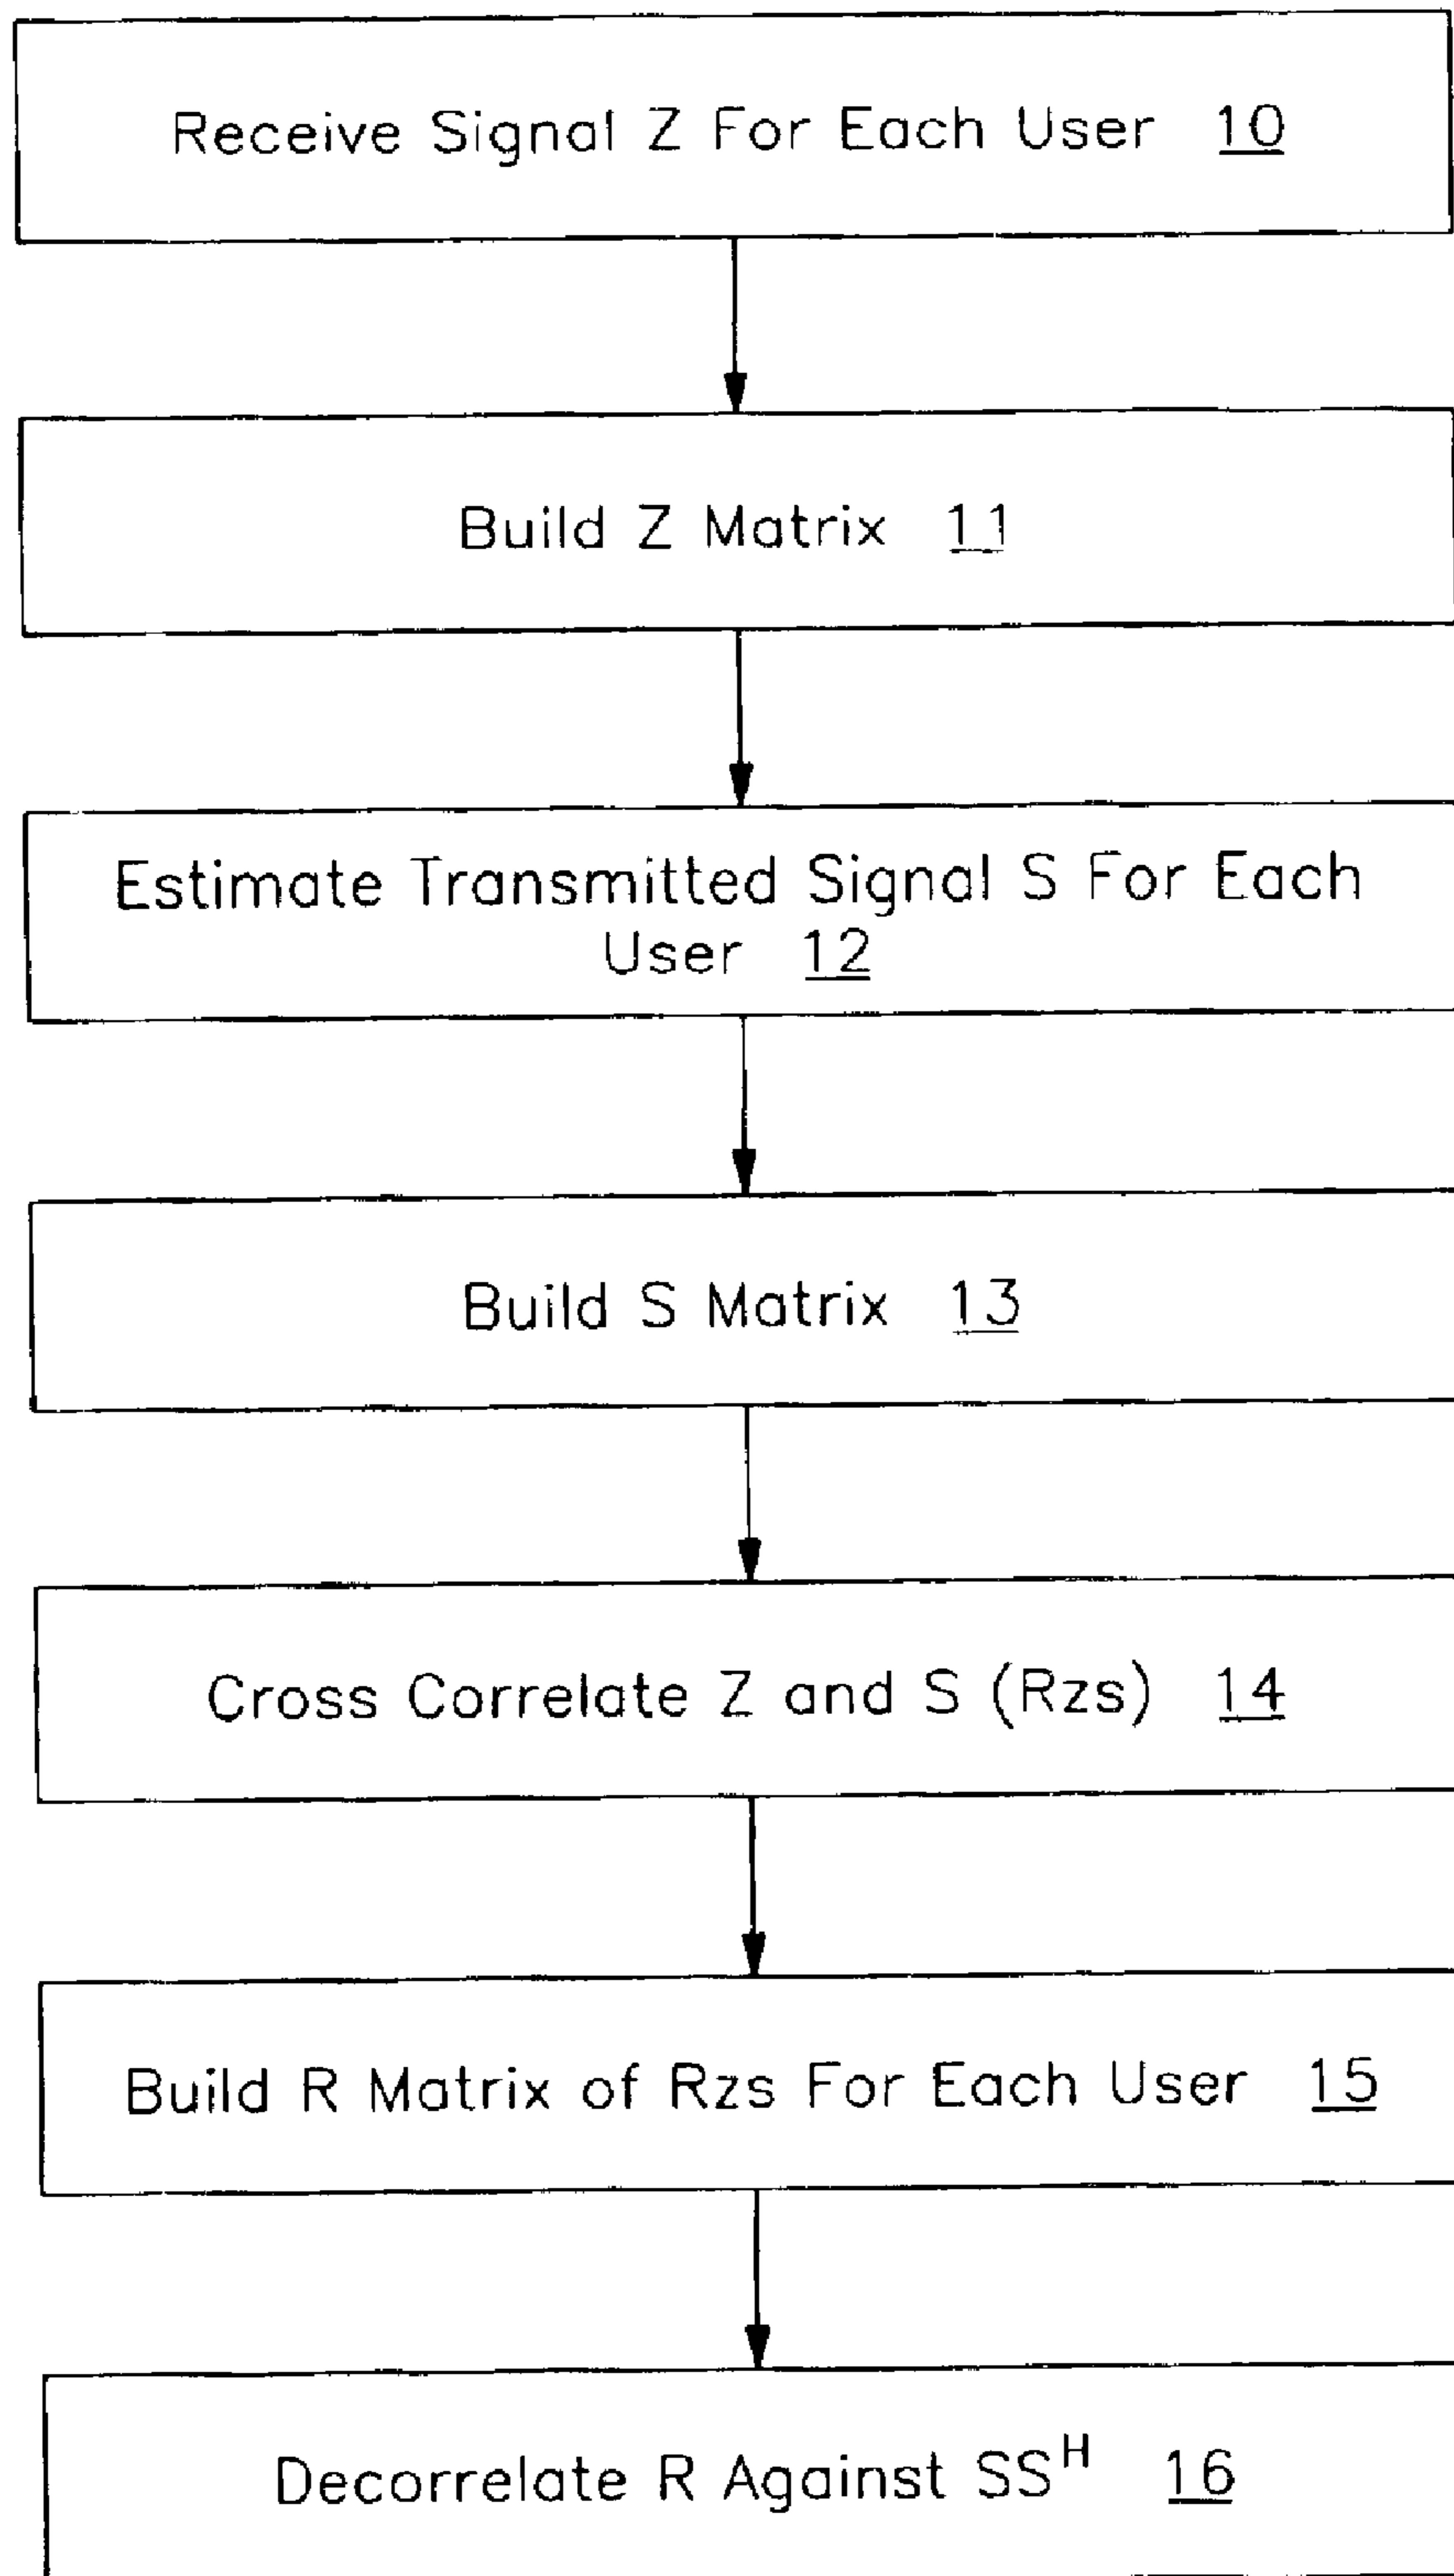 Receive Signal Z For Each User 10
Build Z Matrix 11
Estimate Transmitted Signal S For Each
User 12
Build S Matrix 13
Cross Correlate Z and S (Rzs) 14
Build R Matrix of Rzs For Each User 15
Decorrelate R Against SS^H 16